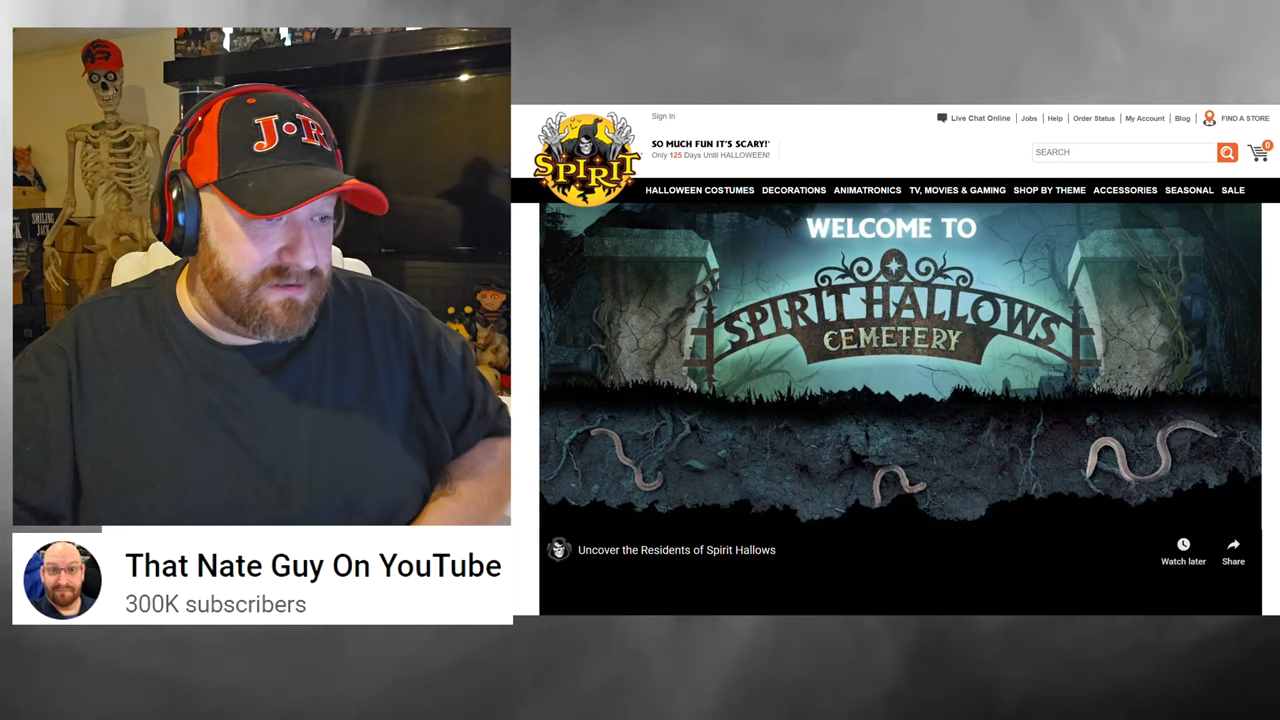 J•R
SMILING
JACK
That Nate Guy On YouTube
300K subscribers
SPIRIT
Sign In
SO MUCH FUN IT'S SCARY!
Only 125 Days Until HALLOWEEN!
Live Chat Online
Jobs
Help
Order Status
My Account
Blog
FIND A STORE
SEARCH
0
HALLOWEEN COSTUMES
DECORATIONS
ANIMATRONICS
TV, MOVIES & GAMING
SHOP BY THEME
ACCESSORIES
SEASONAL
SALE
WELCOME TO
SPIRIT HALLOWS
CEMETERY
Uncover the Residents of Spirit Hallows
Watch later
Share